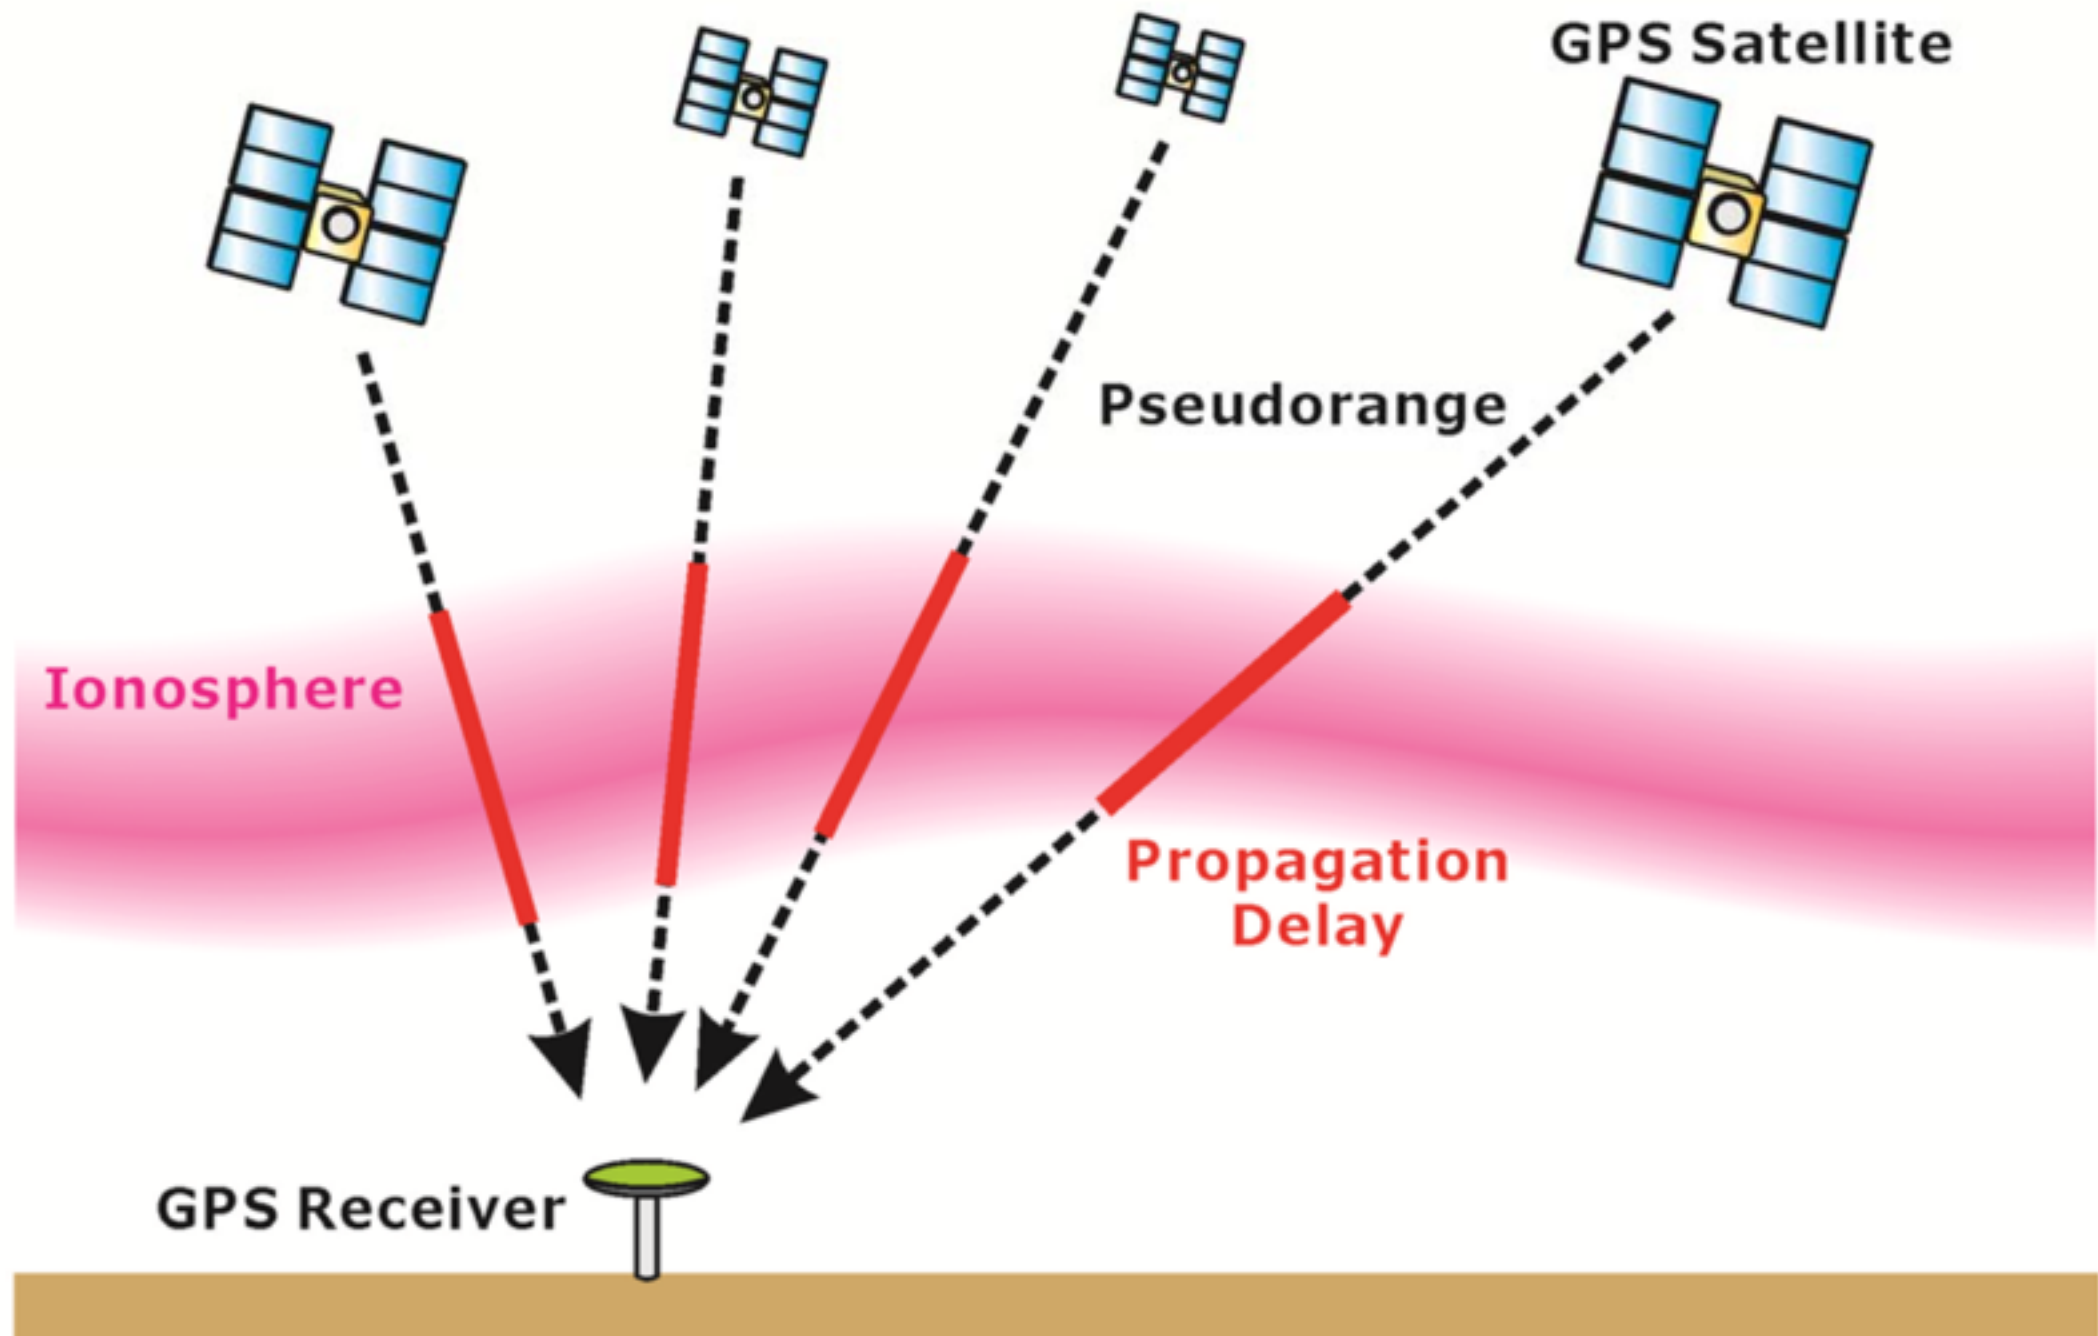 GPS Satellite
Pseudorange
Ionosphere
Propagation
Delay
GPS Receiver